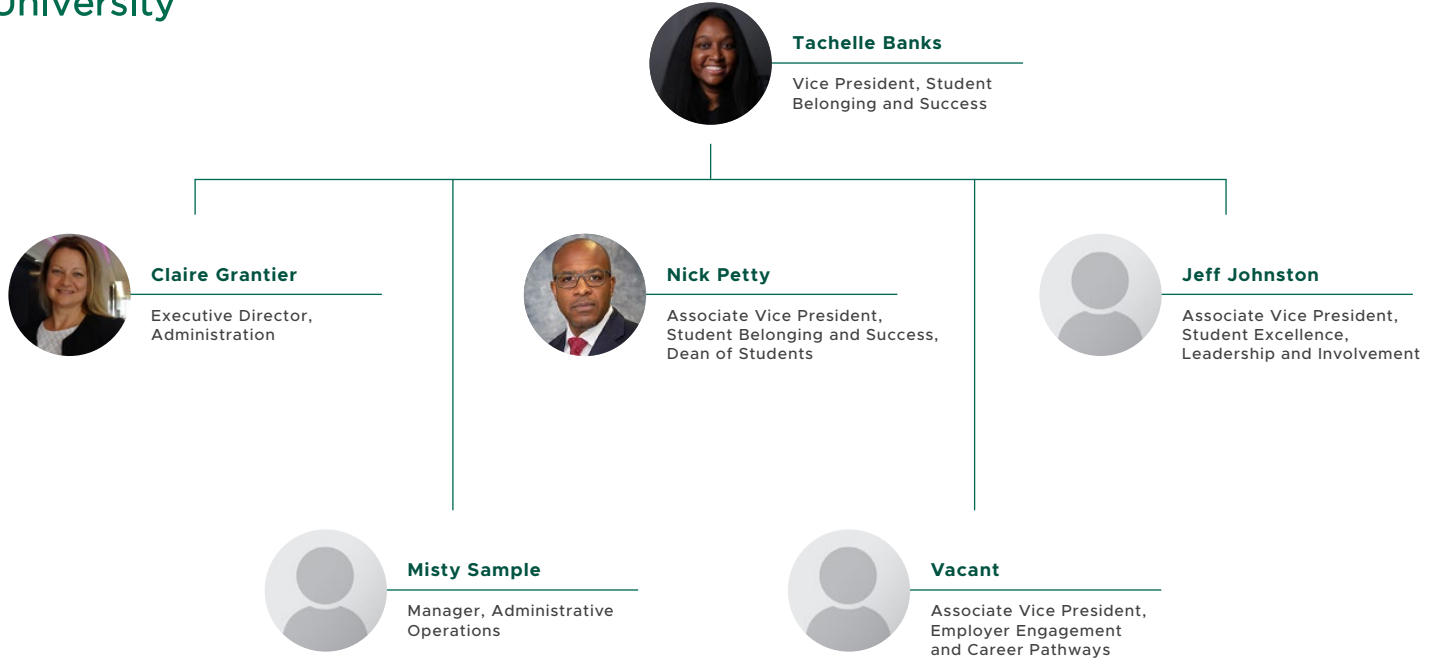 University
Tachelle Banks
Vice President, Student
Belonging and Success
Claire Grantier
Executive Director,
Administration
Nick Petty
Associate Vice President,
Student Belonging and Success,
Dean of Students
Jeff Johnston
Associate Vice President,
Student Excellence,
Leadership and Involvement
Misty Sample
Manager, Administrative
Operations
Vacant
Associate Vice President,
Employer Engagement
and Career Pathways